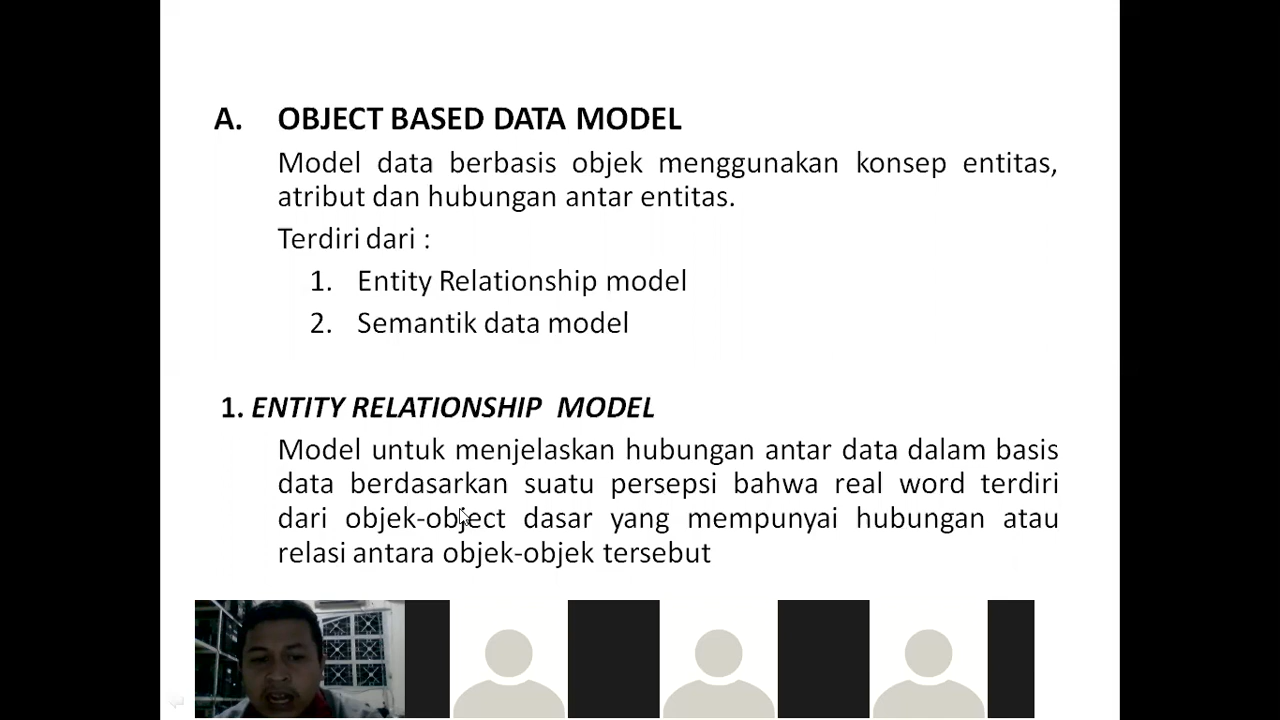 A. OBJECT BASED DATA MODEL
Model data berbasis objek menggunakan konsep entitas,
atribut dan hubungan antar entitas.
Terdiri dari :
1. Entity Relationship model
2. Semantik data model
1. ENTITY RELATIONSHIP MODEL
Model untuk menjelaskan hubungan antar data dalam basis
data berdasarkan suatu persepsi bahwa real word terdiri
dari objek-object dasar yang mempunyai hubungan atau
relasi antara objek-objek tersebut